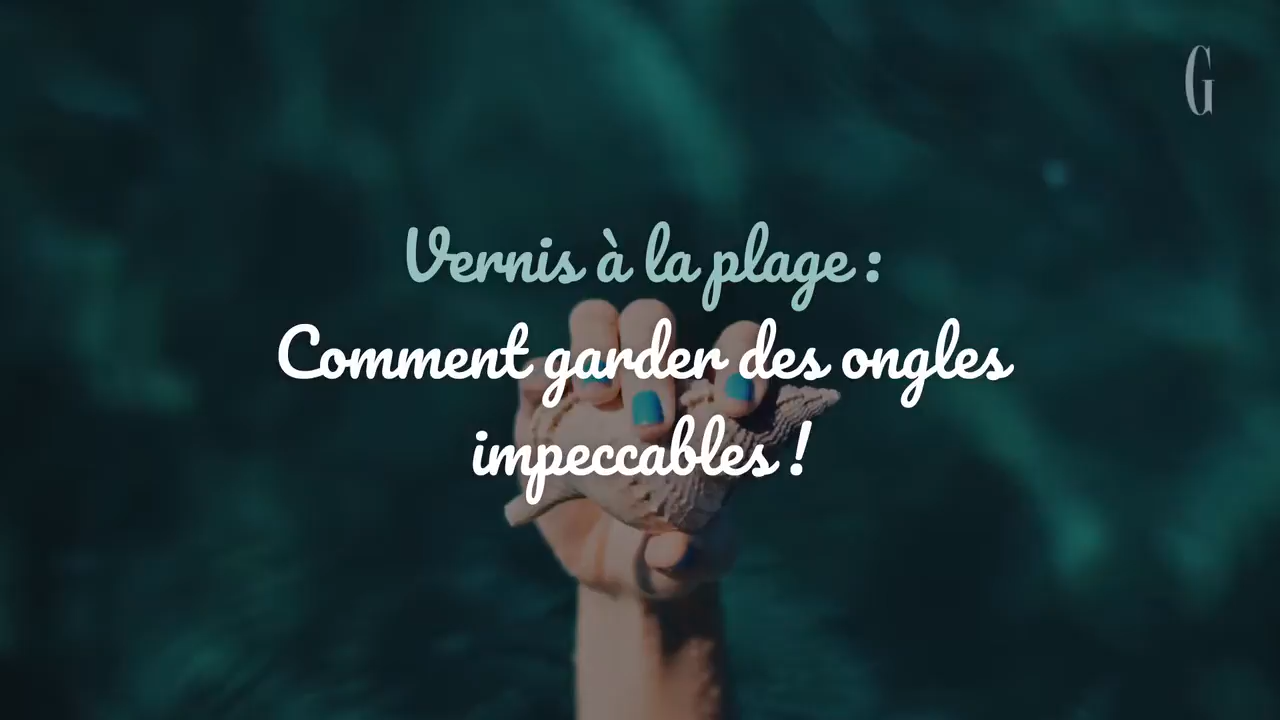 G
Vernis à la plage :
Comment garder des ongles
impeccables !